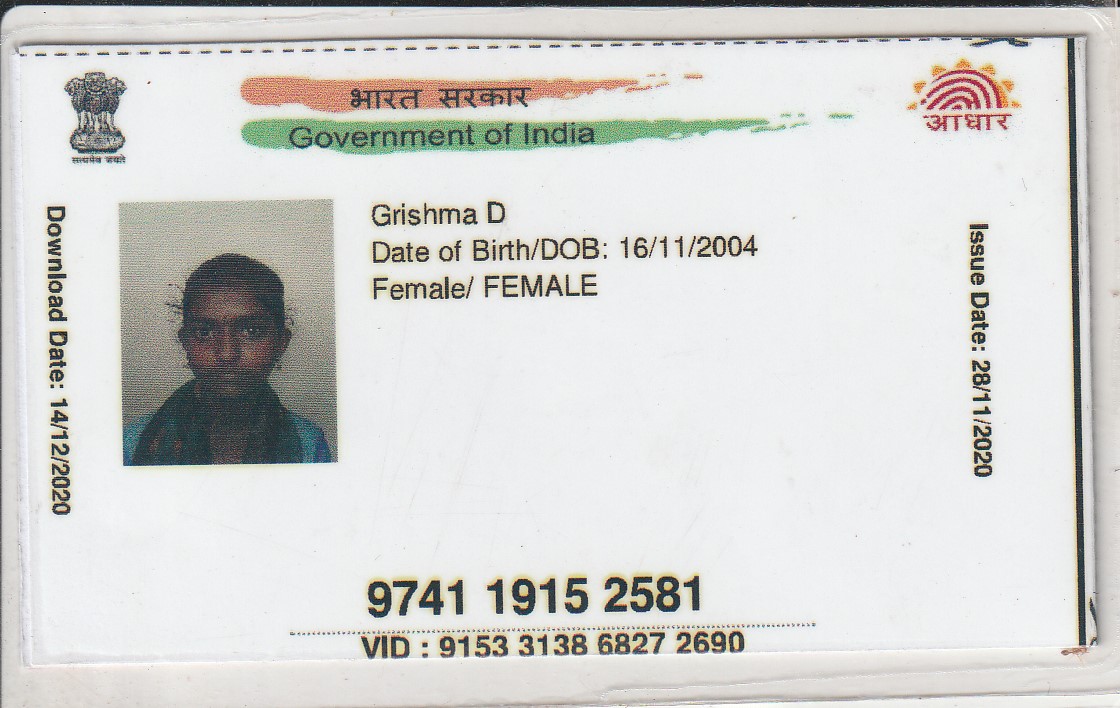 भारत सरकार
Government of India
सत्यमेव जयते
आधार
Grishma D
Date of Birth/DOB: 16/11/2004
Female/ FEMALE
Download Date: 14/12/2020
Issue Date: 28/11/2020
9741 1915 2581
VID : 9153 3138 6827 2690